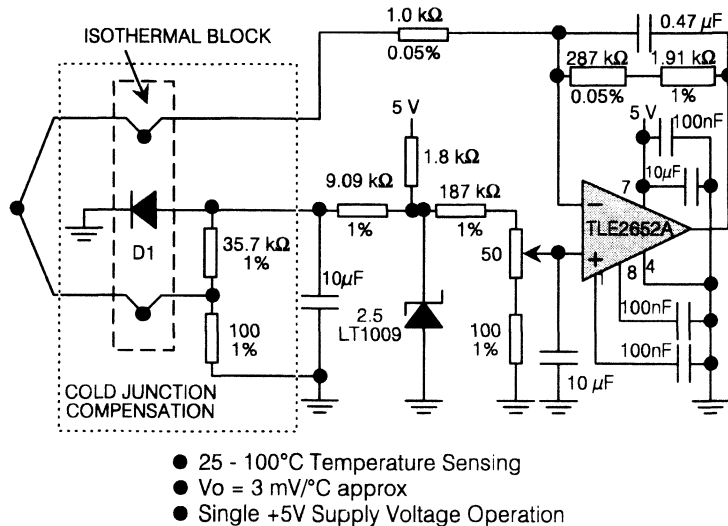 ISOTHERMAL BLOCK
1.0 kΩ
0.05%
0.47 µF
287 kΩ
0.05%
1.91 kΩ
1%
5 V
1.8 kΩ
5 V
100nF
10µF
7
9.09 kΩ
1%
187 kΩ
1%
−
TLE2652A
+
1
8
4
D1
35.7 kΩ
1%
10µF
50
2.5
LT1009
100
1%
100
1%
10 µF
100nF
100nF
COLD JUNCTION
COMPENSATION
● 25 - 100°C Temperature Sensing
● Vo = 3 mV/°C approx
● Single +5V Supply Voltage Operation